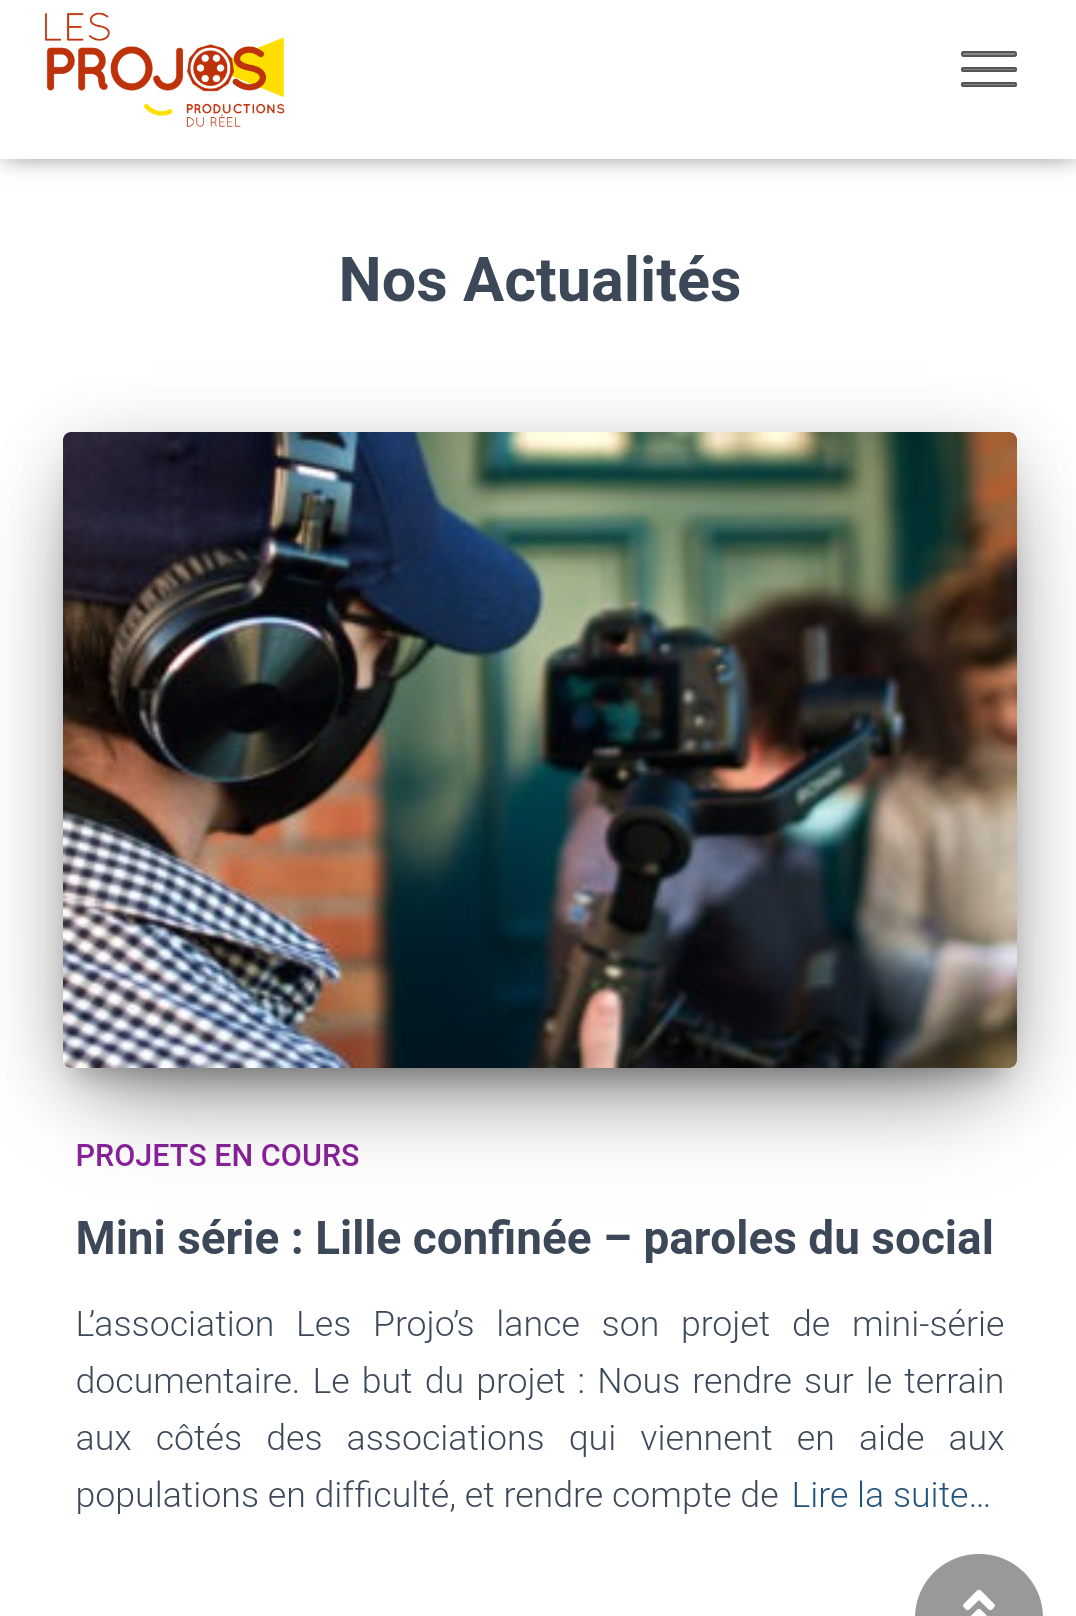 LES
PROJOS
PRODUCTIONS
DU RÉEL
Nos Actualités
PROJETS EN COURS
Mini série : Lille confinée – paroles du social
L’association Les Projo’s lance son projet de mini-série
documentaire. Le but du projet : Nous rendre sur le terrain
aux côtés des associations qui viennent en aide aux
populations en difficulté, et rendre compte de Lire la suite…